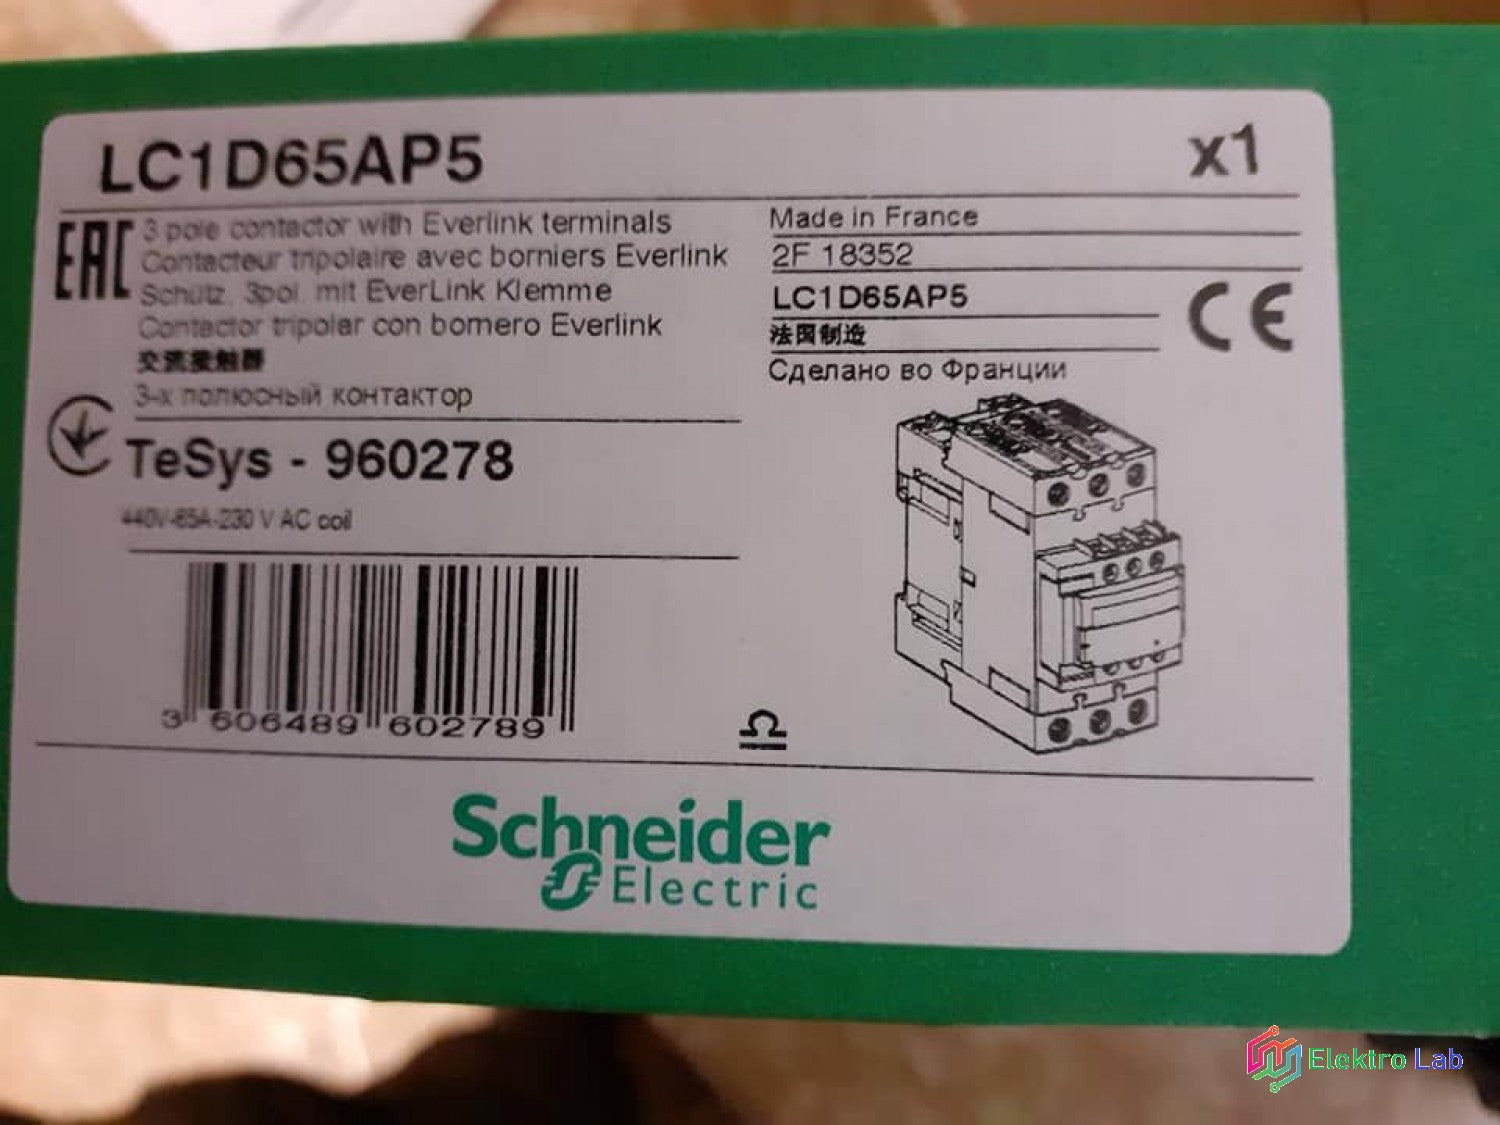 LC1D65AP5
x1
EAC
3 pole contactor with Everlink terminals
Contacteur tripolaire avec borniers Everlink
Schütz, 3pol. mit EverLink Klemme
Contactor tripolar con bornero Everlink
交流接触器
3-х полюсный контактор
TeSys - 960278
440V-65A-230 V AC coil
3 606489 602789
Made in France
2F 18352
LC1D65AP5
法国制造
Сделано во Франции
CE
Schneider
Electric
Elektro Lab